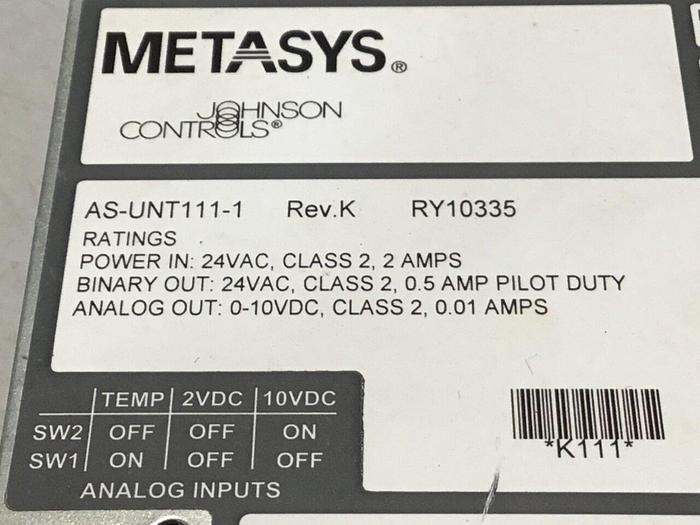 METASYS®
JOHNSON
CONTROLS®
AS-UNT111-1 Rev.K RY10335
RATINGS
POWER IN: 24VAC, CLASS 2, 2 AMPS
BINARY OUT: 24VAC, CLASS 2, 0.5 AMP PILOT DUTY
ANALOG OUT: 0-10VDC, CLASS 2, 0.01 AMPS
TEMP 2VDC 10VDC
SW2 OFF OFF ON
SW1 ON OFF OFF
ANALOG INPUTS
*K111*